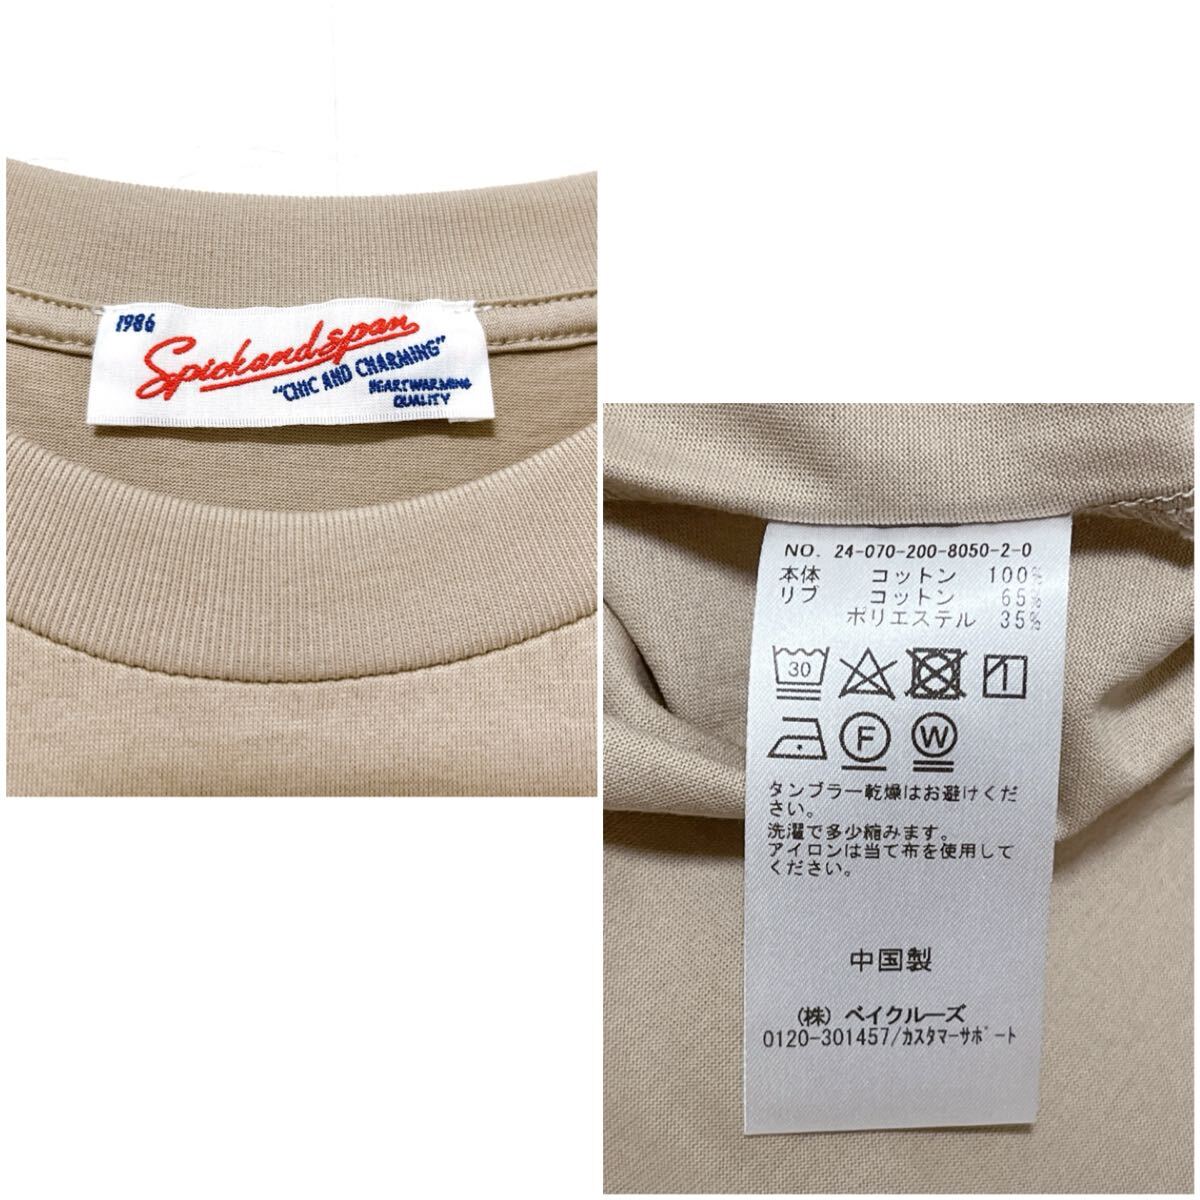 1986
Spickandspan
"CHIC AND CHARMING"
HEARTWARMING
QUALITY
NO. 24-070-200-8050-2-0
本体 コットン 100%
リブ コットン 65%
ポリエステル 35%
30
F W
タンブラー乾燥はお避けくだ
さい。
洗濯で多少縮みます。
アイロンは当て布を使用して
ください。
中国製
(株) ベイクルーズ
0120-301457/カスタマーサポート